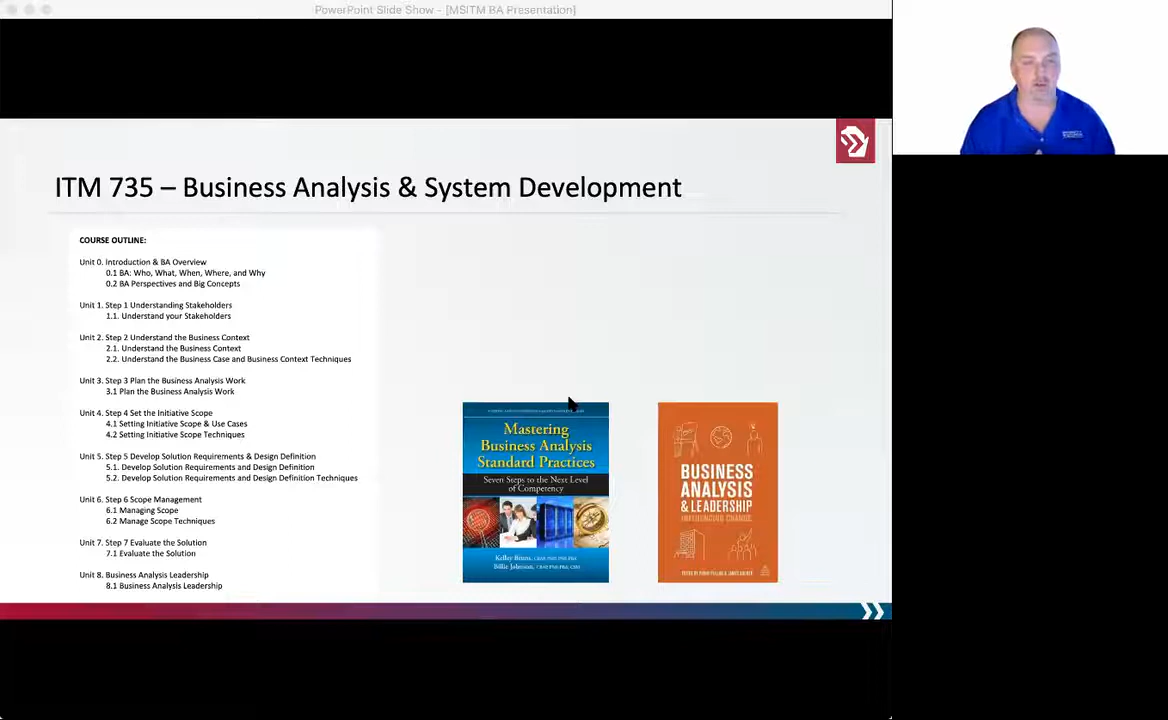 PowerPoint Slide Show - [MSITM BA Presentation]
ITM 735 – Business Analysis & System Development
COURSE OUTLINE:
Unit 0. Introduction & BA Overview
0.1 BA: Who, What, When, Where, and Why
0.2 BA Perspectives and Big Concepts
Unit 1. Step 1 Understanding Stakeholders
1.1. Understand your Stakeholders
Unit 2. Step 2 Understand the Business Context
2.1. Understand the Business Context
2.2. Understand the Business Case and Business Context Techniques
Unit 3. Step 3 Plan the Business Analysis Work
3.1 Plan the Business Analysis Work
Unit 4. Step 4 Set the Initiative Scope
4.1 Setting Initiative Scope & Use Cases
4.2 Setting Initiative Scope Techniques
Unit 5. Step 5 Develop Solution Requirements & Design Definition
5.1. Develop Solution Requirements and Design Definition
5.2. Develop Solution Requirements and Design Definition Techniques
Unit 6. Step 6 Scope Management
6.1 Managing Scope
6.2 Manage Scope Techniques
Unit 7. Step 7 Evaluate the Solution
7.1 Evaluate the Solution
Unit 8. Business Analysis Leadership
8.1 Business Analysis Leadership
Mastering
Business Analysis
Standard Practices
Seven Steps to the Next Level
of Competency
Kelley Bruns,
Billie Johnson,
BUSINESS
ANALYSIS
& LEADERSHIP
INFLUENCING CHANGE